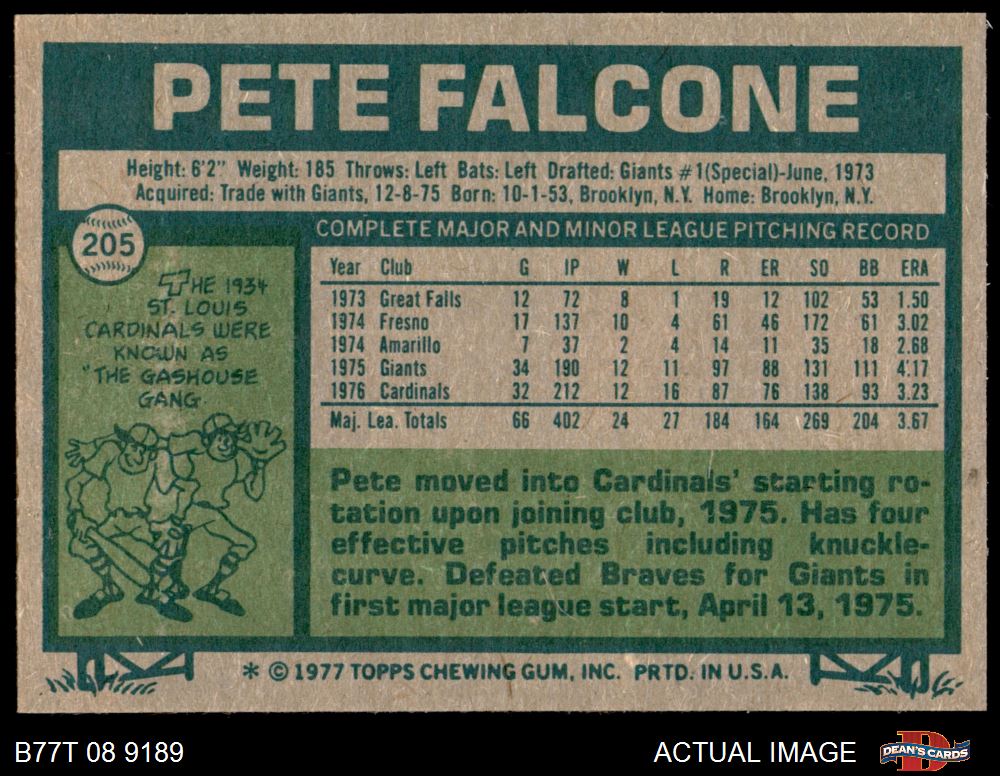 PETE FALCONE
Height: 6'2" Weight: 185 Throws: Left Bats: Left Drafted: Giants #1(Special)-June, 1973
Acquired: Trade with Giants, 12-8-75 Born: 10-1-53, Brooklyn, N.Y. Home: Brooklyn, N.Y.
205
THE 1934
ST. LOUIS
CARDINALS WERE
KNOWN AS
"THE GASHOUSE
GANG
COMPLETE MAJOR AND MINOR LEAGUE PITCHING RECORD
Year Club G IP W L R ER SO BB ERA
1973 Great Falls 12 72 8 1 19 12 102 53 1.50
1974 Fresno 17 137 10 4 61 46 172 61 3.02
1974 Amarillo 7 37 2 4 14 11 35 18 2.68
1975 Giants 34 190 12 11 97 88 131 111 4.17
1976 Cardinals 32 212 12 16 87 76 138 93 3.23
Maj. Lea. Totals 66 402 24 27 184 164 269 204 3.67
Pete moved into Cardinals' starting ro-
tation upon joining club, 1975. Has four
effective pitches including knuckle-
curve. Defeated Braves for Giants in
first major league start, April 13, 1975.
* © 1977 TOPPS CHEWING GUM, INC. PRTD. IN U.S.A.
B77T 08 9189
ACTUAL IMAGE
D
DEAN'S CARDS